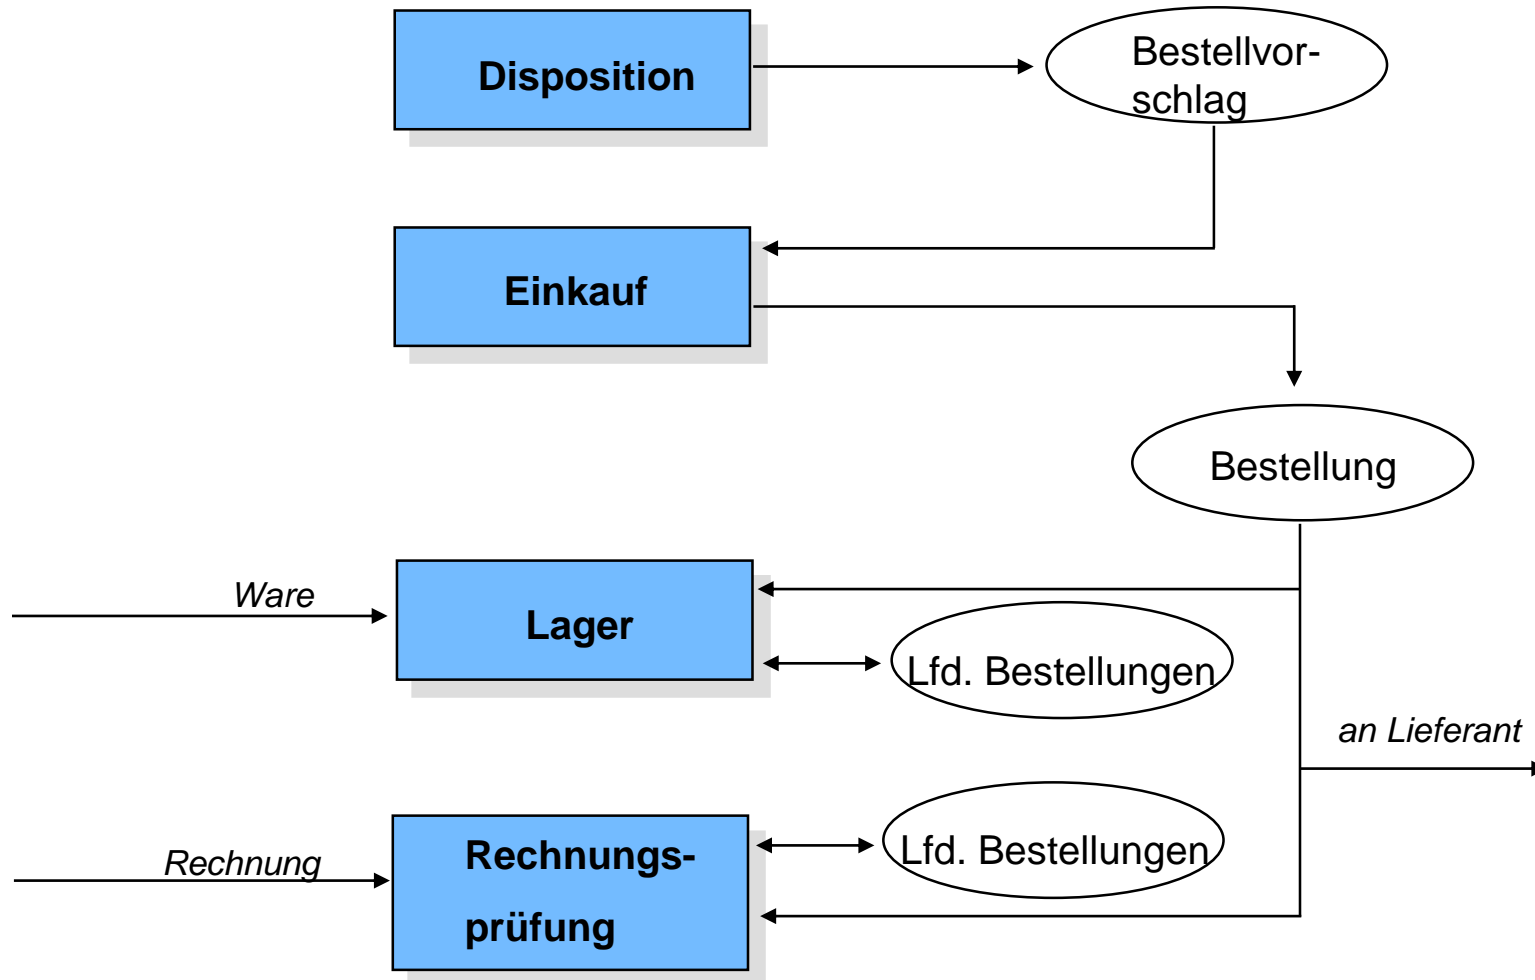 Disposition
Bestellvor-
schlag
Einkauf
Bestellung
Ware
Lager
Lfd. Bestellungen
an Lieferant
Rechnung
Rechnungs-
prüfung
Lfd. Bestellungen